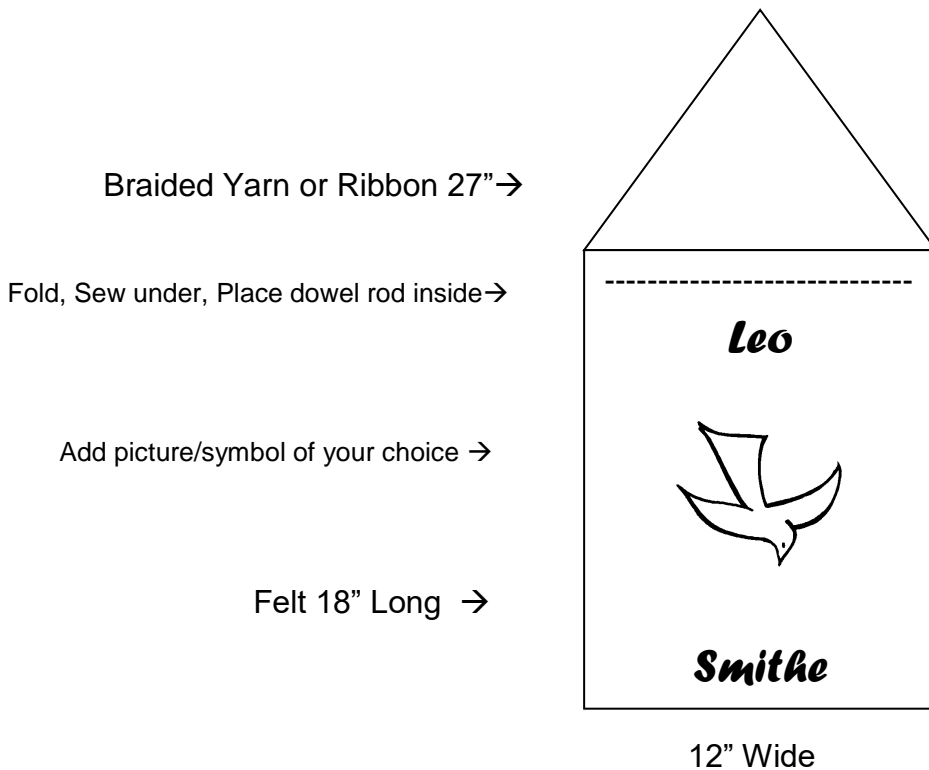 Braided Yarn or Ribbon 27”→
Fold, Sew under, Place dowel rod inside→
Leo
Add picture/symbol of your choice →
Felt 18” Long →
Smithe
12” Wide